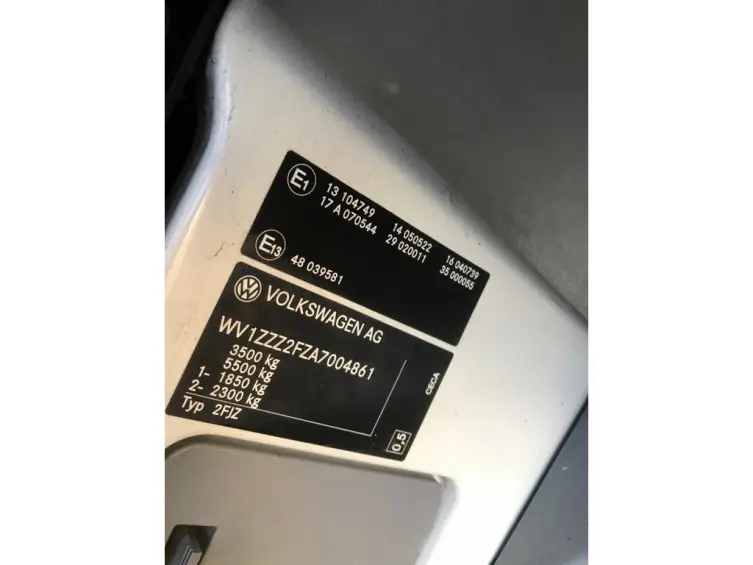 E1
13 104749 14 050522 16 040739
17 A 070544 29 020011 35 000055
E13
48 039581
VOLKSWAGEN AG
WV1ZZZ2FZA7004861
3500 kg
5500 kg
1- 1850 kg
2- 2300 kg
Typ 2FJZ
CECA
0,5